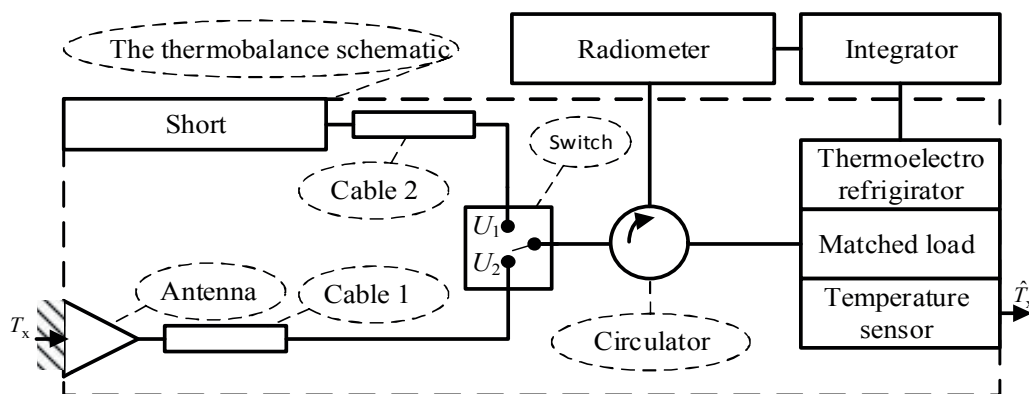 The thermobalance schematic
Radiometer
Integrator
Short
Switch
Cable 2
Thermoelectro
refrigirator
U1
U2
Matched load
Antenna
Cable 1
Temperature
sensor
Tx
T̂x
Circulator